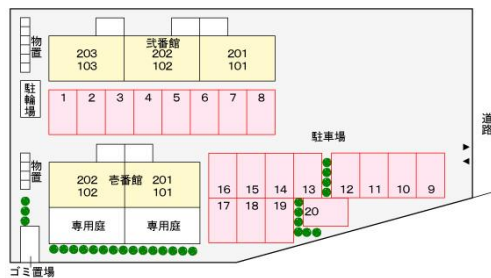 物置
弐番館
203 202 201
103 102 101
駐輪場
1 2 3 4 5 6 7 8
駐車場
道路
物置
壱番館
202 201
102 101
専用庭 専用庭
16 15 14 13 12 11 10 9
17 18 19 20
ゴミ置場